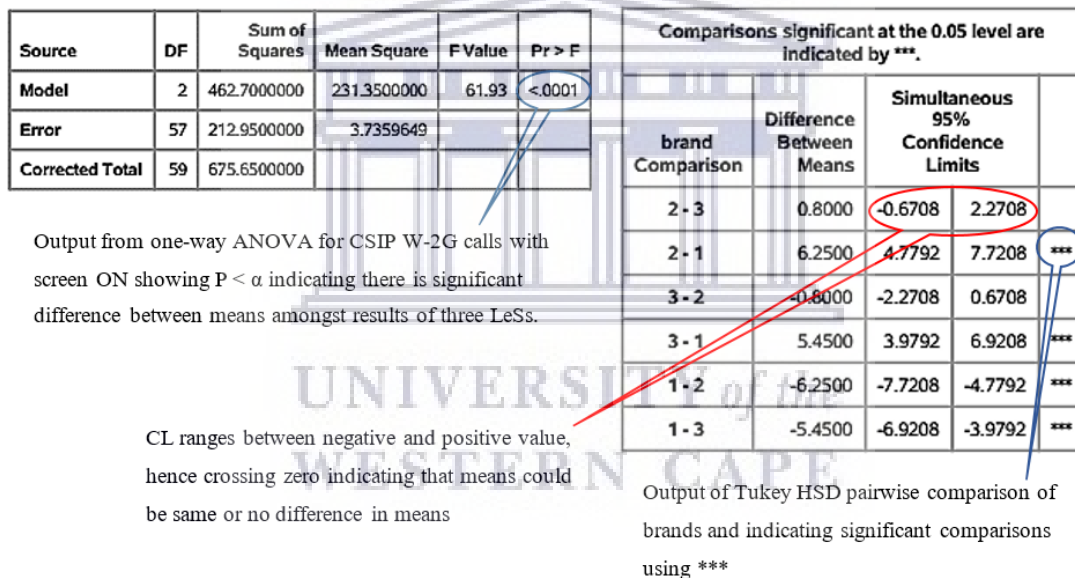 Source DF Sum of Squares Mean Square F Value Pr > F
Model 2 462.7000000 231.3500000 61.93 <.0001
Error 57 212.9500000 3.7359649
Corrected Total 59 675.6500000
Output from one-way ANOVA for CSIP W-2G calls with
screen ON showing P < α indicating there is significant
difference between means amongst results of three LeSs.
CL ranges between negative and positive value,
hence crossing zero indicating that means could
be same or no difference in means
Comparisons significant at the 0.05 level are
indicated by ***.
brand Comparison Difference Between Means Simultaneous 95% Confidence Limits
2 - 3 0.8000 -0.6708 2.2708
2 - 1 6.2500 4.7792 7.7208 ***
3 - 2 -0.8000 -2.2708 0.6708
3 - 1 5.4500 3.9792 6.9208 ***
1 - 2 -6.2500 -7.7208 -4.7792 ***
1 - 3 -5.4500 -6.9208 -3.9792 ***
Output of Tukey HSD pairwise comparison of
brands and indicating significant comparisons
using ***
UNIVERSITY of the
WESTERN CAPE